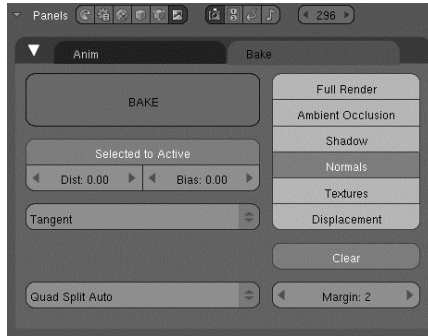 Panels 296
Anim Bake
BAKE
Full Render
Ambient Occlusion
Shadow
Selected to Active
Normals
Dist: 0.00 Bias: 0.00
Textures
Tangent
Displacement
Clear
Quad Split Auto
Margin: 2